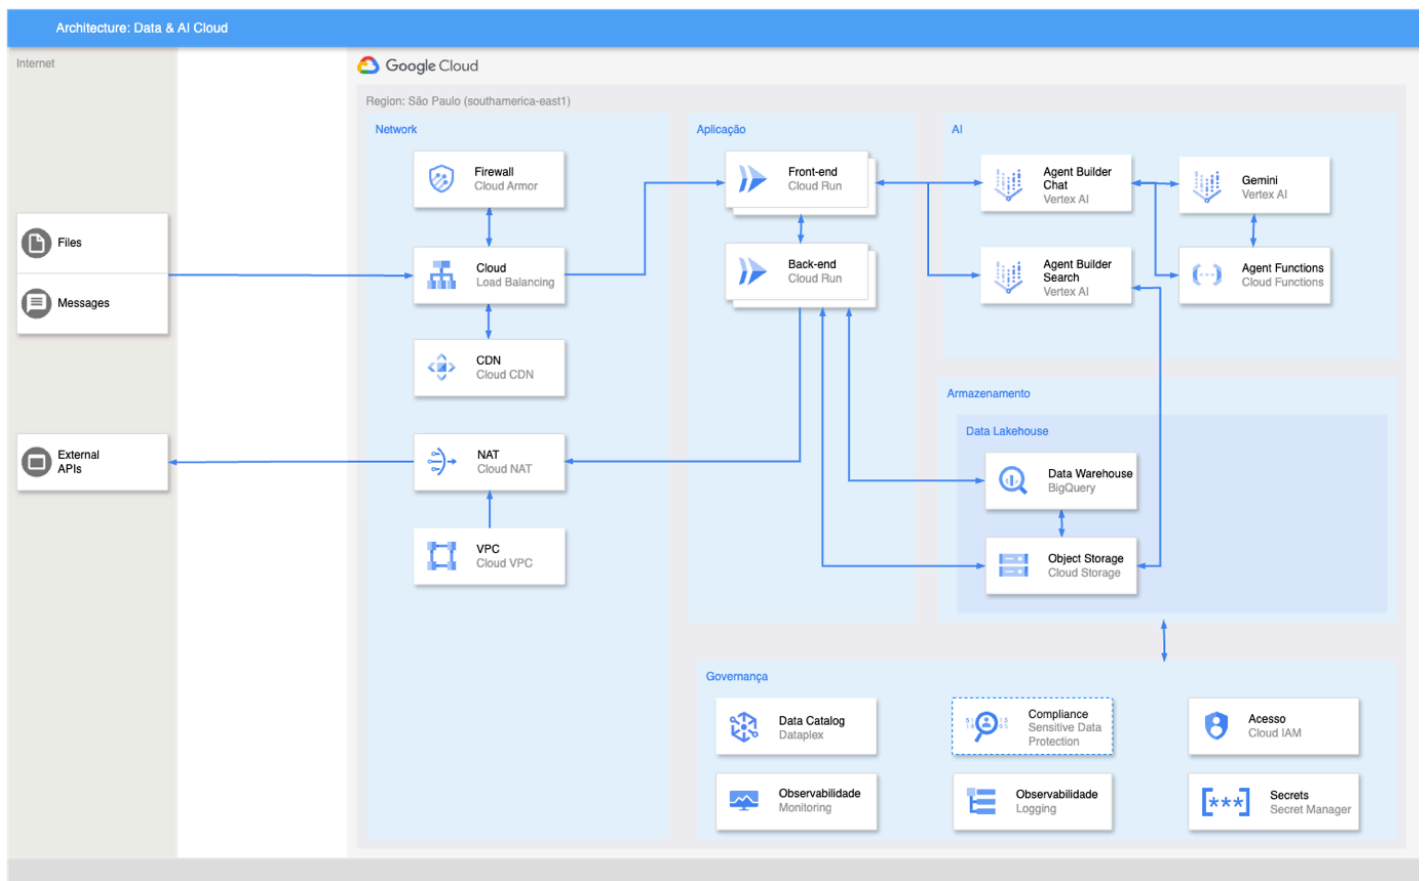 Architecture: Data & AI Cloud
Internet
Google Cloud
Region: São Paulo (southamerica-east1)
Network
Firewall
Cloud Armor
Cloud
Load Balancing
CDN
Cloud CDN
NAT
Cloud NAT
VPC
Cloud VPC
Files
Messages
External
APIs
Aplicação
Front-end
Cloud Run
Back-end
Cloud Run
AI
Agent Builder
Chat
Vertex AI
Gemini
Vertex AI
Agent Builder
Search
Vertex AI
Agent Functions
Cloud Functions
Armazenamento
Data Lakehouse
Data Warehouse
BigQuery
Object Storage
Cloud Storage
Governança
Data Catalog
Dataplex
Compliance
Sensitive Data
Protection
Acesso
Cloud IAM
Observabilidade
Monitoring
Observabilidade
Logging
Secrets
Secret Manager